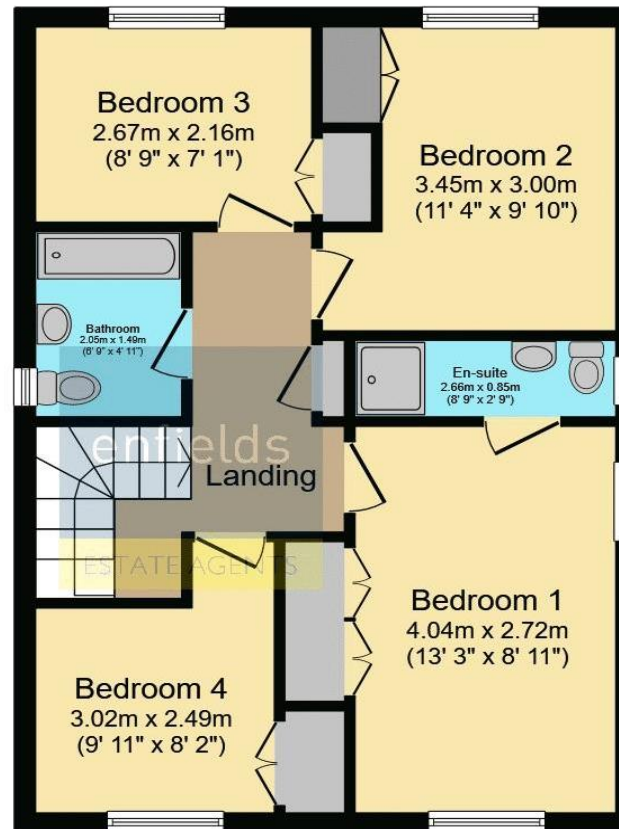 Bedroom 3
2.67m x 2.16m
(8' 9" x 7' 1")
Bedroom 2
3.45m x 3.00m
(11' 4" x 9' 10")
Bathroom
2.05m x 1.49m
(6' 9" x 4' 11")
En-suite
2.66m x 0.85m
(8' 9" x 2' 9")
enfields
Landing
ESTATE AGENTS
Bedroom 1
4.04m x 2.72m
(13' 3" x 8' 11")
Bedroom 4
3.02m x 2.49m
(9' 11" x 8' 2")